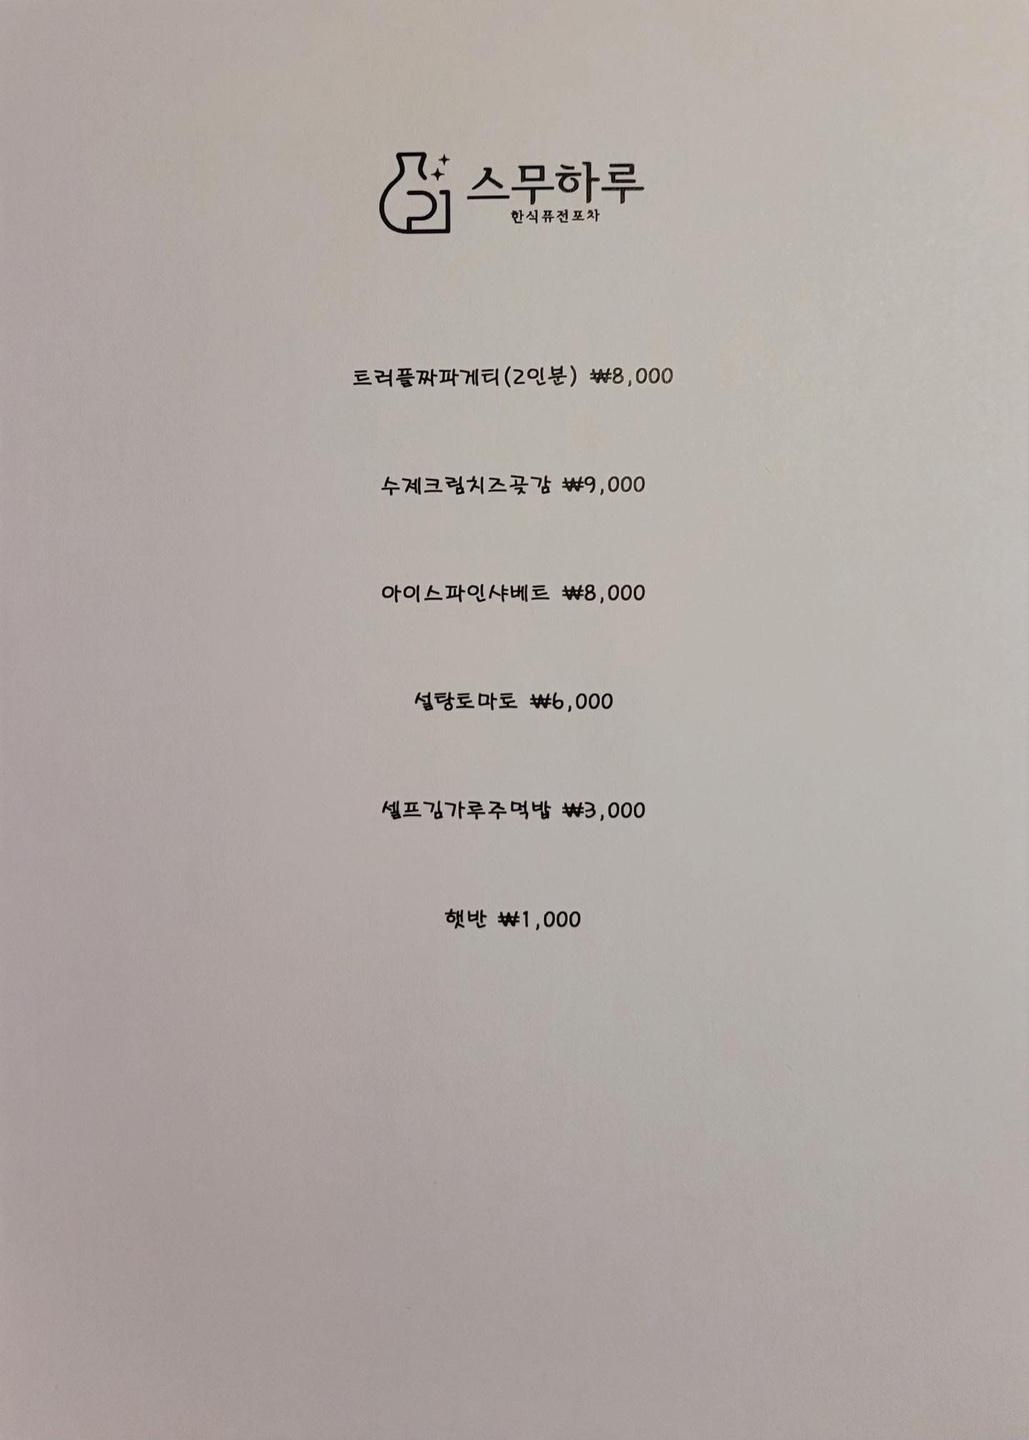 스무하루
한식퓨전포차
트러플짜파게티(2인분) ₩8,000
수제크림치즈곶감 ₩9,000
아이스파인샤베트 ₩8,000
설탕토마토 ₩6,000
셀프김가루주먹밥 ₩3,000
햇반 ₩1,000